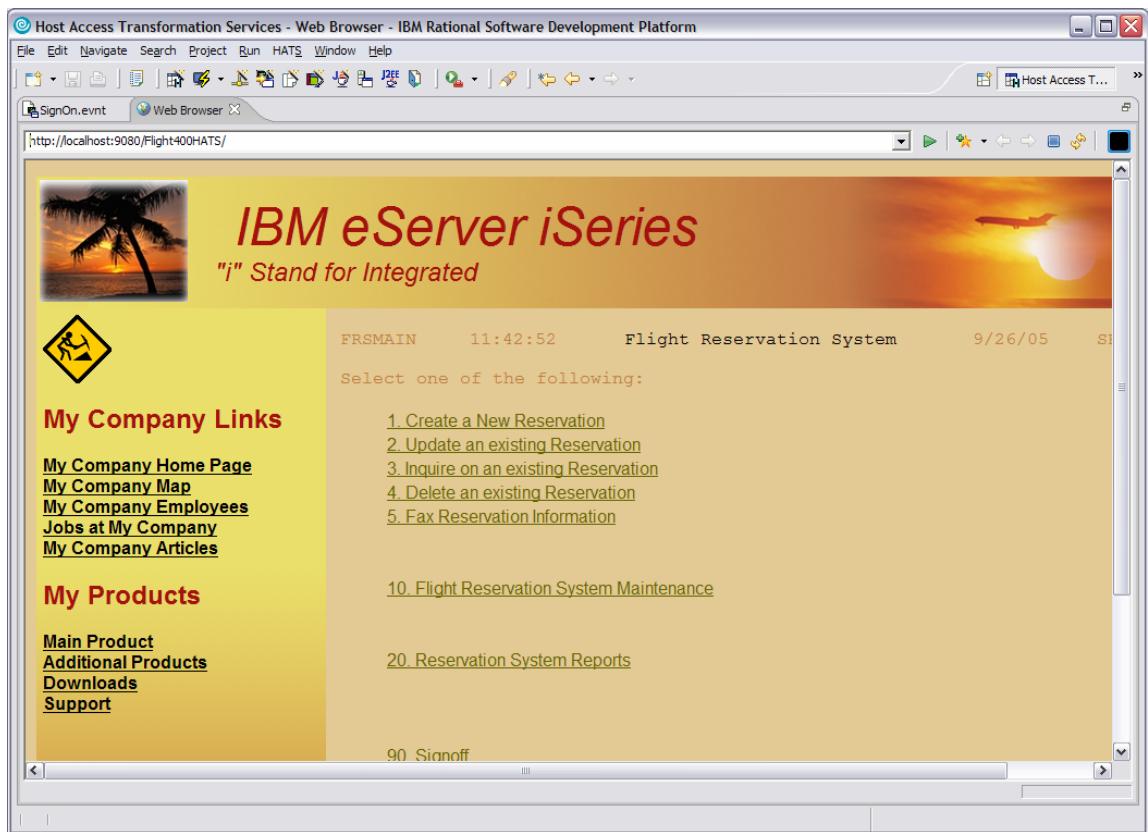 Host Access Transformation Services - Web Browser - IBM Rational Software Development Platform
File Edit Navigate Search Project Run HATS Window Help
Host Access T...
SignOn.evnt Web Browser
http://localhost:9080/Flight400HATS/
IBM eServer iSeries
"i" Stand for Integrated
FRSMAIN 11:42:52 Flight Reservation System 9/26/05
Select one of the following:
1. Create a New Reservation
2. Update an existing Reservation
3. Inquire on an existing Reservation
4. Delete an existing Reservation
5. Fax Reservation Information
10. Flight Reservation System Maintenance
20. Reservation System Reports
90. Signoff
My Company Links
My Company Home Page
My Company Map
My Company Employees
Jobs at My Company
My Company Articles
My Products
Main Product
Additional Products
Downloads
Support